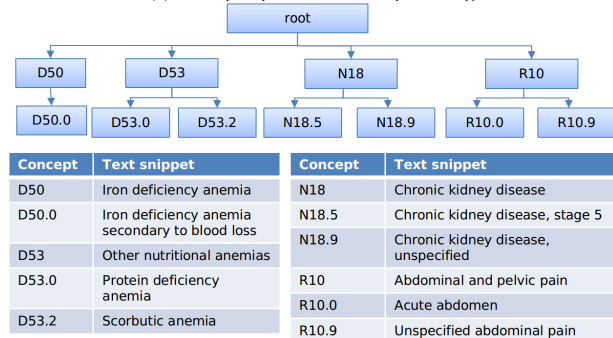 root
D50 D53 N18 R10
D50.0 D53.0 D53.2 N18.5 N18.9 R10.0 R10.9
Concept Text snippet
D50 Iron deficiency anemia
D50.0 Iron deficiency anemia
secondary to blood loss
D53 Other nutritional anemias
D53.0 Protein deficiency
anemia
D53.2 Scorbutic anemia
Concept Text snippet
N18 Chronic kidney disease
N18.5 Chronic kidney disease, stage 5
N18.9 Chronic kidney disease,
unspecified
R10 Abdominal and pelvic pain
R10.0 Acute abdomen
R10.9 Unspecified abdominal pain